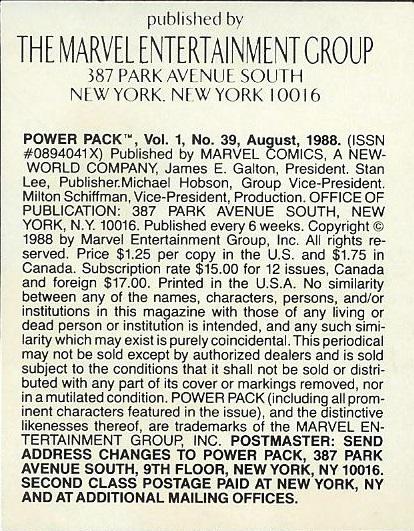 published by
THE MARVEL ENTERTAINMENT GROUP
387 PARK AVENUE SOUTH
NEW YORK, NEW YORK 10016
POWER PACK™, Vol. 1, No. 39, August, 1988. (ISSN
#0894041X) Published by MARVEL COMICS, A NEW-
WORLD COMPANY, James E. Galton, President. Stan
Lee, Publisher.Michael Hobson, Group Vice-President.
Milton Schiffman, Vice-President, Production. OFFICE OF
PUBLICATION: 387 PARK AVENUE SOUTH, NEW
YORK, N.Y. 10016. Published every 6 weeks. Copyright ©
1988 by Marvel Entertainment Group, Inc. All rights re-
served. Price $1.25 per copy in the U.S. and $1.75 in
Canada. Subscription rate $15.00 for 12 issues, Canada
and foreign $17.00. Printed in the U.S.A. No similarity
between any of the names, characters, persons, and/or
institutions in this magazine with those of any living or
dead person or institution is intended, and any such simi-
larity which may exist is purely coincidental. This periodical
may not be sold except by authorized dealers and is sold
subject to the conditions that it shall not be sold or distri-
buted with any part of its cover or markings removed, nor
in a mutilated condition. POWER PACK (including all prom-
inent characters featured in the issue), and the distinctive
likenesses thereof, are trademarks of the MARVEL EN-
TERTAINMENT GROUP, INC. POSTMASTER: SEND
ADDRESS CHANGES TO POWER PACK, 387 PARK
AVENUE SOUTH, 9TH FLOOR, NEW YORK, NY 10016.
SECOND CLASS POSTAGE PAID AT NEW YORK, NY
AND AT ADDITIONAL MAILING OFFICES.